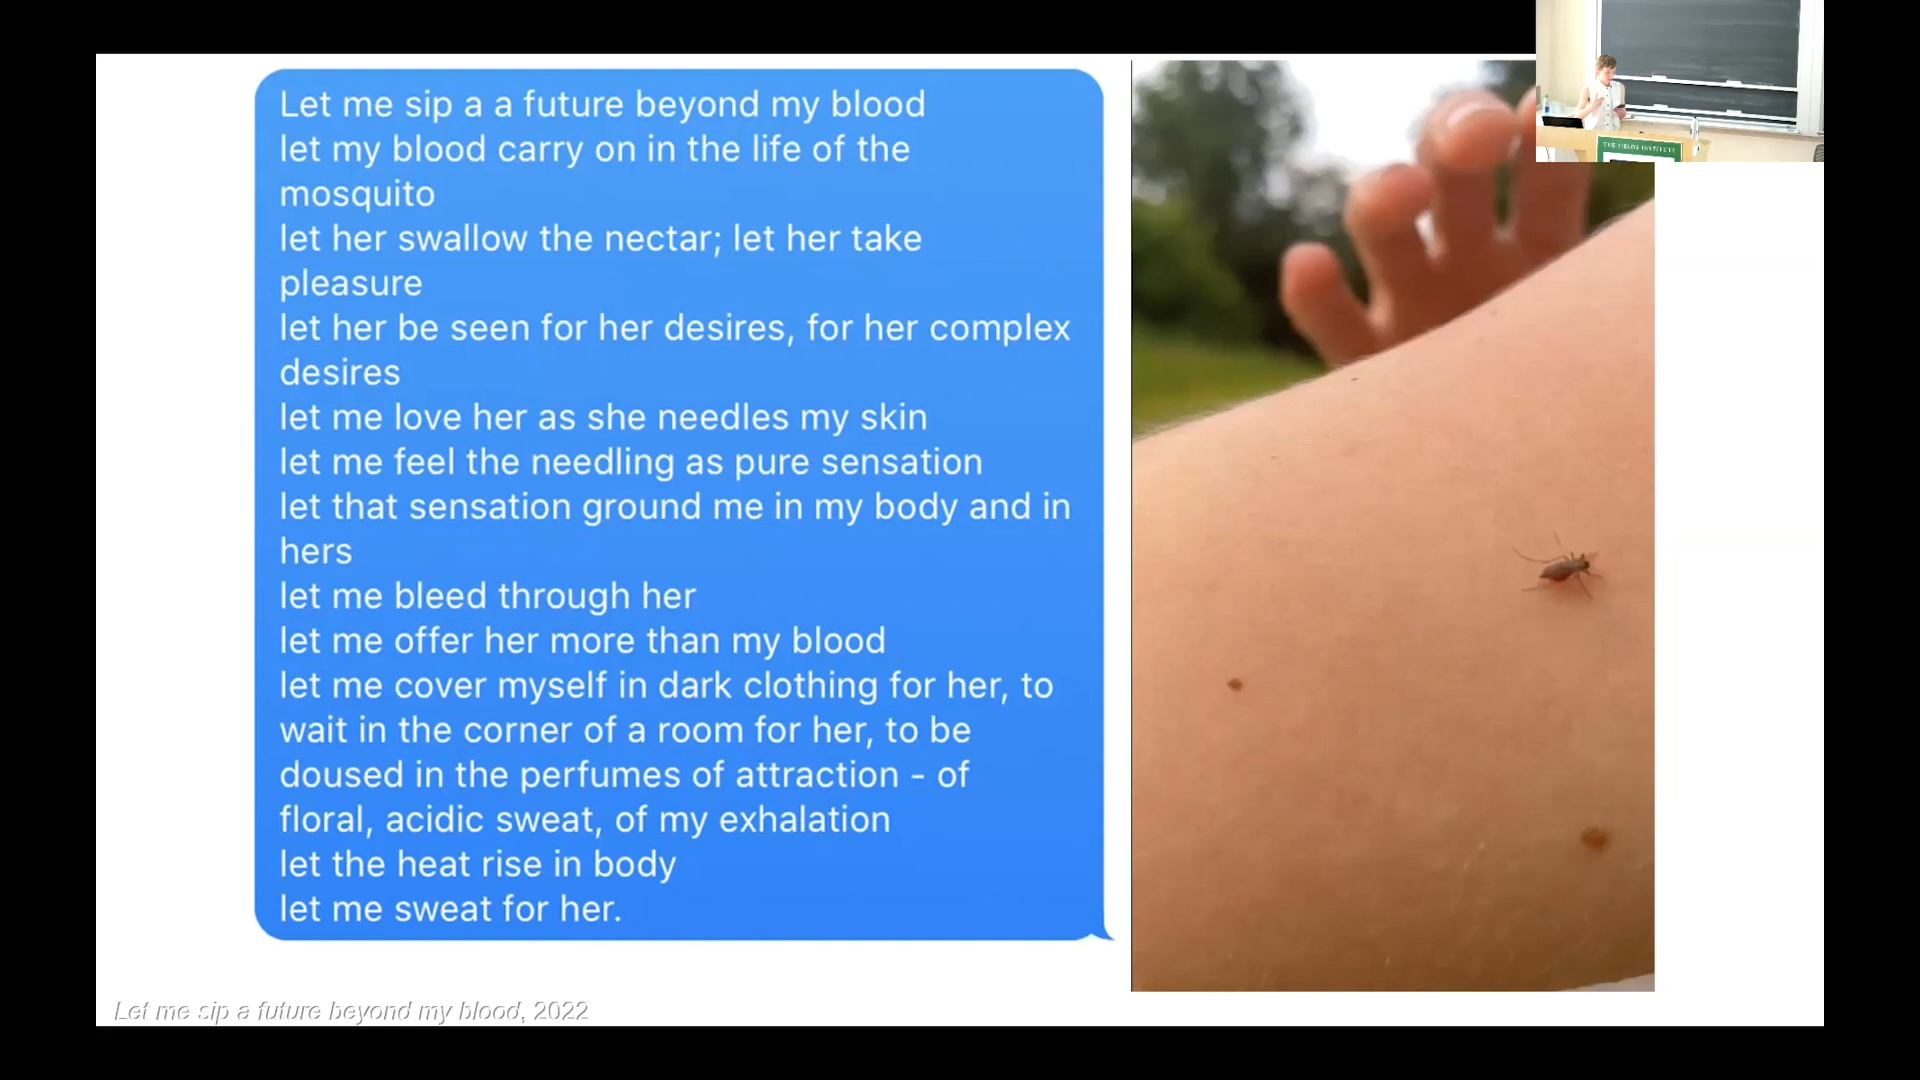 Let me sip a a future beyond my blood
let my blood carry on in the life of the
mosquito
let her swallow the nectar; let her take
pleasure
let her be seen for her desires, for her complex
desires
let me love her as she needles my skin
let me feel the needling as pure sensation
let that sensation ground me in my body and in
hers
let me bleed through her
let me offer her more than my blood
let me cover myself in dark clothing for her, to
wait in the corner of a room for her, to be
doused in the perfumes of attraction - of
floral, acidic sweat, of my exhalation
let the heat rise in body
let me sweat for her.
Let me sip a future beyond my blood, 2022
THE FIELDS INSTITUTE